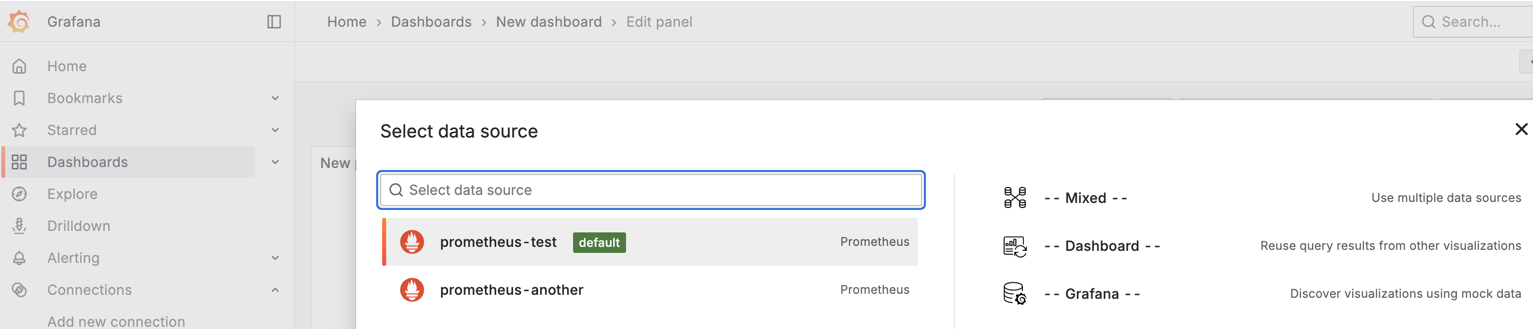 Grafana
Home > Dashboards > New dashboard > Edit panel
Search...
Home
Bookmarks
Starred
Dashboards
Explore
Drilldown
Alerting
Connections
Add new connection
New
Select data source
Select data source
prometheus-test default Prometheus
prometheus-another Prometheus
-- Mixed -- Use multiple data sources
-- Dashboard -- Reuse query results from other visualizations
-- Grafana -- Discover visualizations using mock data